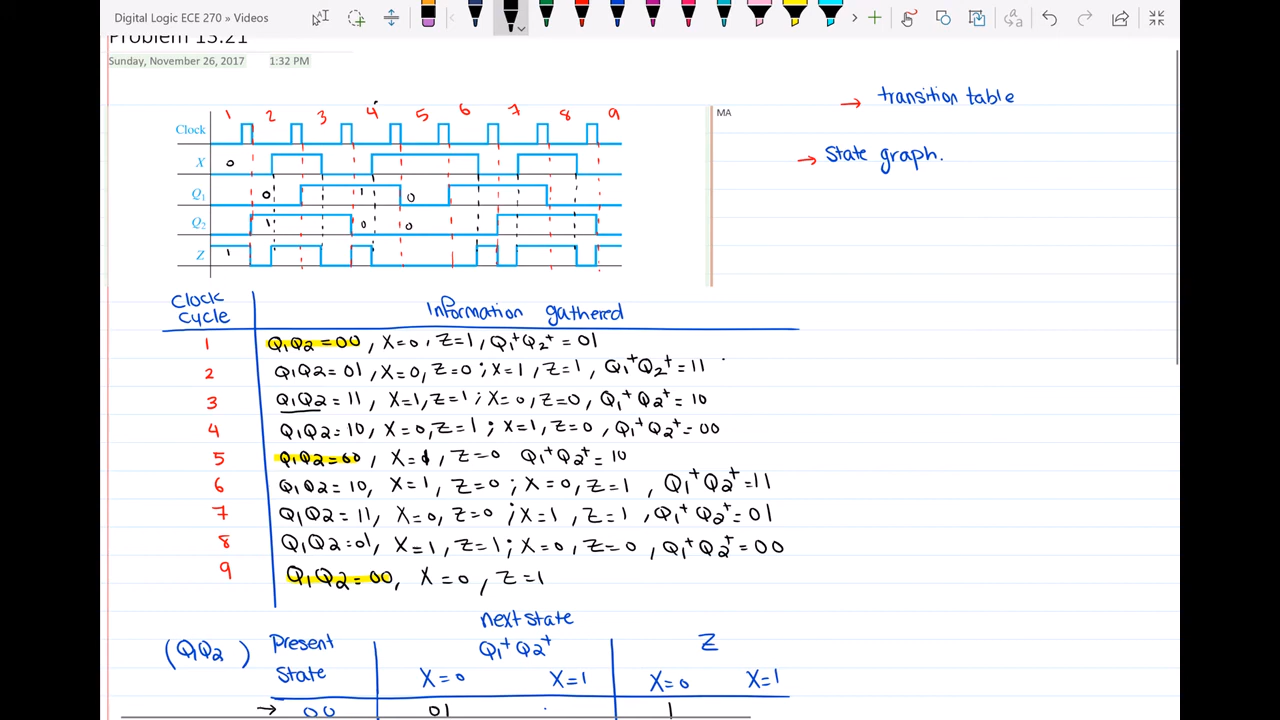 Digital Logic ECE 270 » Videos
Problem 13.21
Sunday, November 26, 2017 1:32 PM
→ transition table
→ State graph.
MA
1 2 3 4 5 6 7 8 9
Clock
X 0
Q1 0 1 0
Q2 1 0 0
Z 1
Clock Cycle
Information gathered
1 Q1Q2 = 00, X=0, Z=1, Q1+Q2+ = 01
2 Q1Q2 = 01, X=0, Z=0; X=1, Z=1, Q1+Q2+ = 11
3 Q1Q2 = 11, X=1, Z=1; X=0, Z=0, Q1+Q2+ = 10
4 Q1Q2 = 10, X=0, Z=1; X=1, Z=0, Q1+Q2+ = 00
5 Q1Q2=00, X=1, Z=0 Q1+Q2+ = 10
6 Q1Q2 = 10, X=1, Z=0; X=0, Z=1, Q1+Q2+ = 11
7 Q1Q2 = 11, X=0, Z=0; X=1, Z=1, Q1+Q2+ = 01
8 Q1Q2 = 01, X=1, Z=1; X=0, Z=0, Q1+Q2+ = 00
9 Q1Q2 = 00, X=0, Z=1
next state
(Q1Q2) Present Q1+Q2+ Z
State X=0 X=1 X=0 X=1
→ 00 01 1